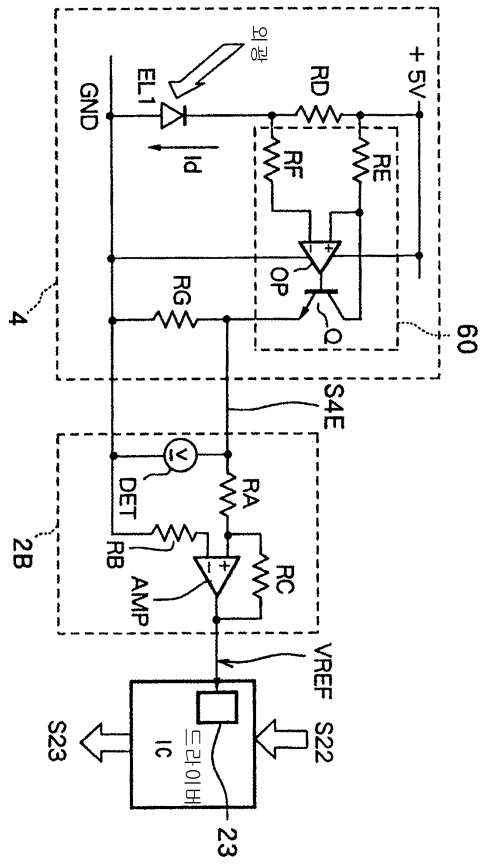 + 5V
RD
RE
60
외광
EL1
Id
RF
+
-
OP
Q
GND
RG
4
S4E
V
DET
RA
RC
+
-
RB
AMP
2B
VREF
S22
드라이버
IC
23
S23